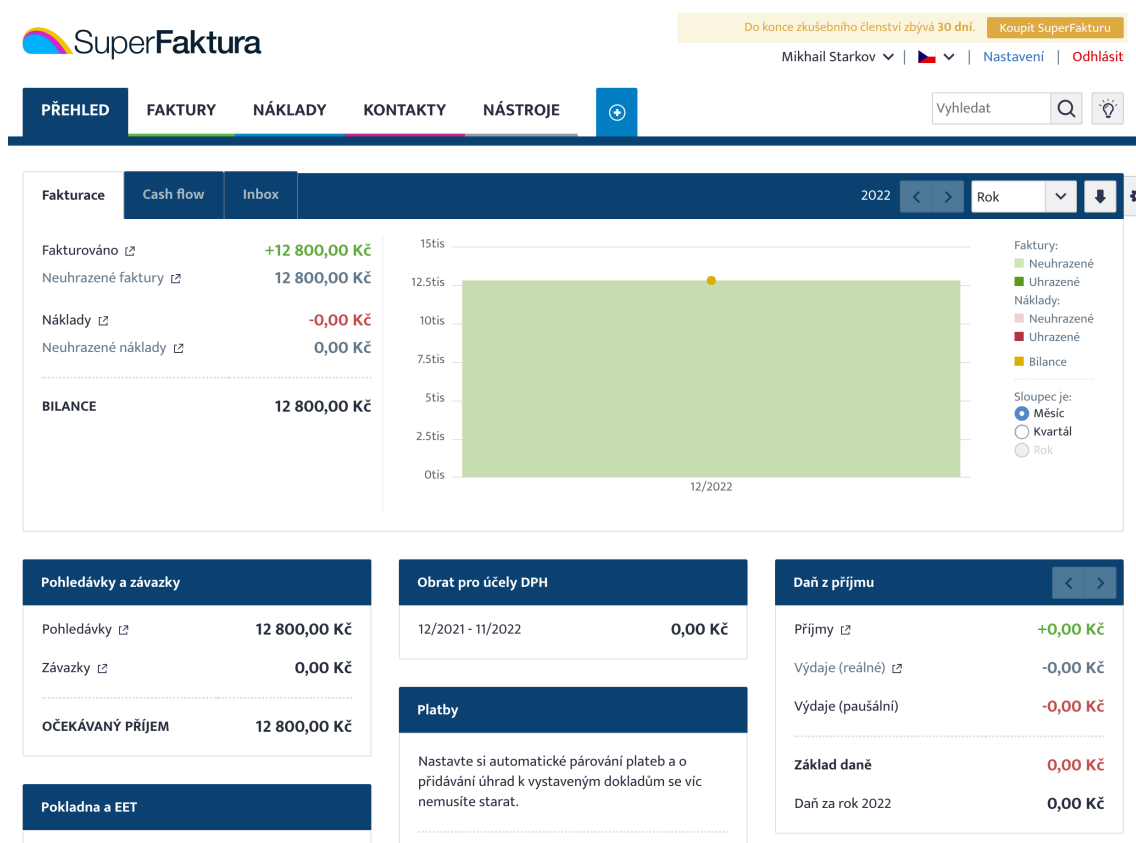 Do konce zkušebního členství zbývá 30 dní. Koupit SuperFakturu
SuperFaktura
Mikhail Starkov | | Nastavení | Odhlásit
PŘEHLED FAKTURY NÁKLADY KONTAKTY NÁSTROJE Vyhledat
Fakturace Cash flow Inbox 2022 Rok
Fakturováno +12 800,00 Kč
Neuhrazené faktury 12 800,00 Kč
Náklady -0,00 Kč
Neuhrazené náklady 0,00 Kč
BILANCE 12 800,00 Kč
15tis
12.5tis
10tis
7.5tis
5tis
2.5tis
0tis
12/2022
Faktury:
Neuhrazené
Uhrazené
Náklady:
Neuhrazené
Uhrazené
Bilance
Sloupec je:
Měsíc
Kvartál
Rok
Pohledávky a závazky
Pohledávky 12 800,00 Kč
Závazky 0,00 Kč
OČEKÁVANÝ PŘÍJEM 12 800,00 Kč
Pokladna a EET
Obrat pro účely DPH
12/2021 - 11/2022 0,00 Kč
Platby
Nastavte si automatické párování plateb a o
přidávání úhrad k vystaveným dokladům se víc
nemusíte starat.
Daň z příjmu
Příjmy +0,00 Kč
Výdaje (reálné) -0,00 Kč
Výdaje (paušální) -0,00 Kč
Základ daně 0,00 Kč
Daň za rok 2022 0,00 Kč